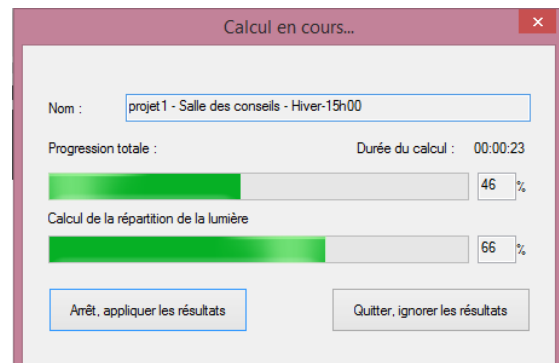 Calcul en cours...
Nom : projet1 - Salle des conseils - Hiver-15h00
Progression totale : Durée du calcul : 00:00:23
46 %
Calcul de la répartition de la lumière
66 %
Arrêt, appliquer les résultats Quitter, ignorer les résultats